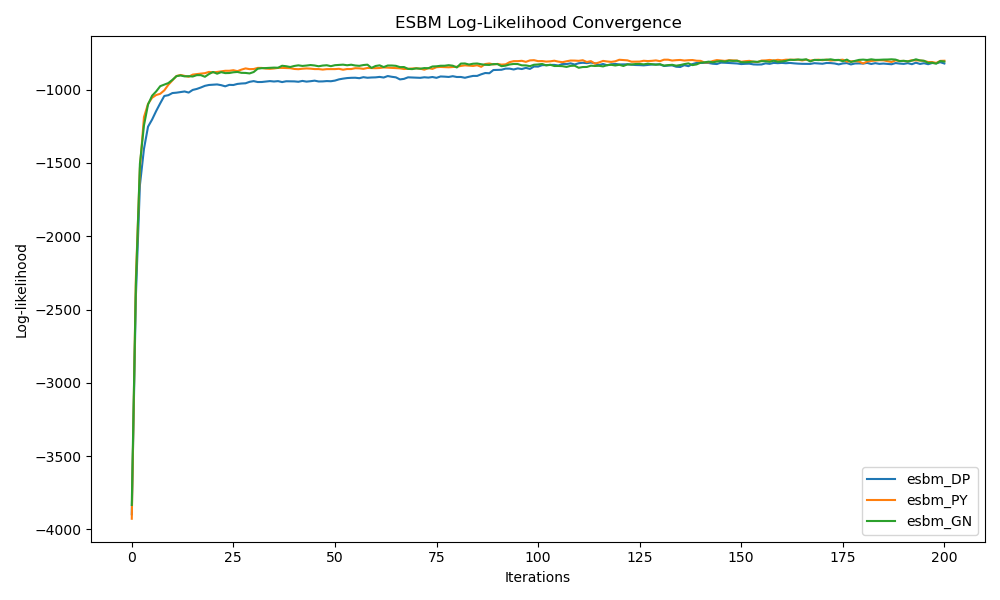 ESBM Log-Likelihood Convergence
Log-likelihood
−1000
−1500
−2000
−2500
−3000
−3500
−4000
0 25 50 75 100 125 150 175 200
Iterations
esbm_DP
esbm_PY
esbm_GN